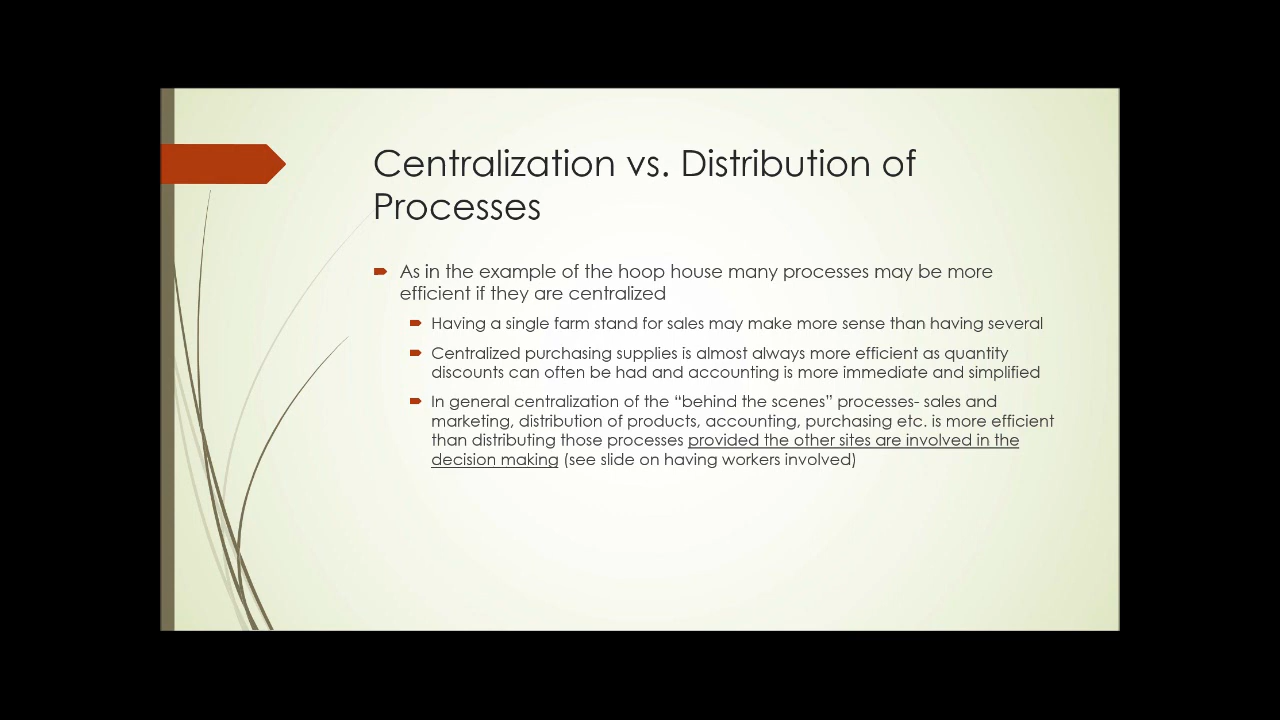 Centralization vs. Distribution of
Processes
As in the example of the hoop house many processes may be more
efficient if they are centralized
Having a single farm stand for sales may make more sense than having several
Centralized purchasing supplies is almost always more efficient as quantity
discounts can often be had and accounting is more immediate and simplified
In general centralization of the “behind the scenes” processes- sales and
marketing, distribution of products, accounting, purchasing etc. is more efficient
than distributing those processes provided the other sites are involved in the
decision making (see slide on having workers involved)